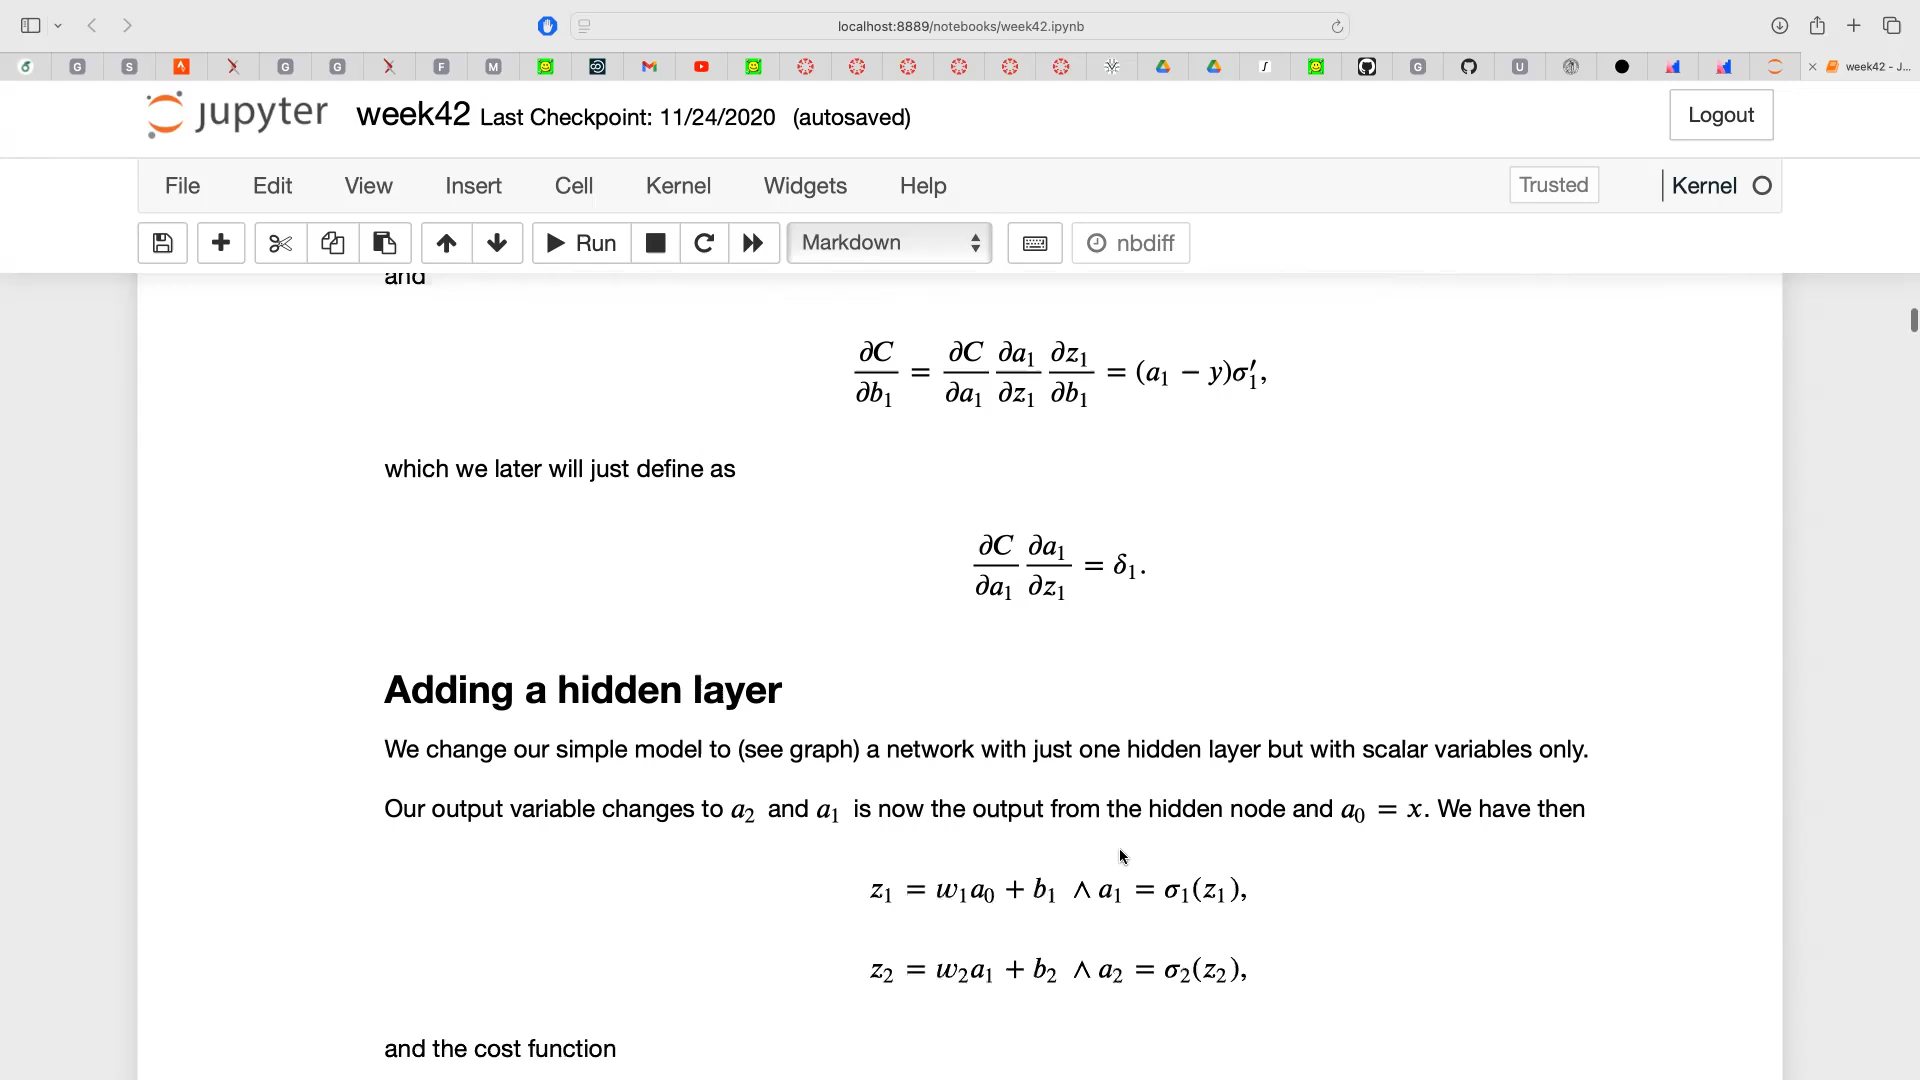 localhost:8889/notebooks/week42.ipynb
week42 - J...
jupyter week42 Last Checkpoint: 11/24/2020 (autosaved)
Logout
File Edit View Insert Cell Kernel Widgets Help Trusted Kernel
Run Markdown nbdiff
and
∂C/∂b₁ = ∂C/∂a₁ ∂a₁/∂z₁ ∂z₁/∂b₁ = (a₁ − y)σ₁′,
which we later will just define as
∂C/∂a₁ ∂a₁/∂z₁ = δ₁.
Adding a hidden layer
We change our simple model to (see graph) a network with just one hidden layer but with scalar variables only.
Our output variable changes to a₂ and a₁ is now the output from the hidden node and a₀ = x. We have then
z₁ = w₁a₀ + b₁ ∧ a₁ = σ₁(z₁),
z₂ = w₂a₁ + b₂ ∧ a₂ = σ₂(z₂),
and the cost function